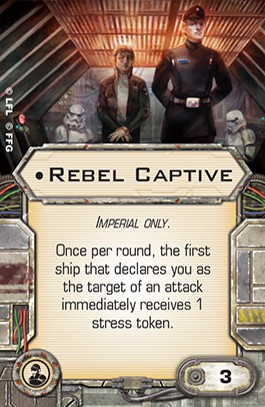 © LFL © FFG
• REBEL CAPTIVE
IMPERIAL ONLY.
Once per round, the first
ship that declares you as
the target of an attack
immediately receives 1
stress token.
3